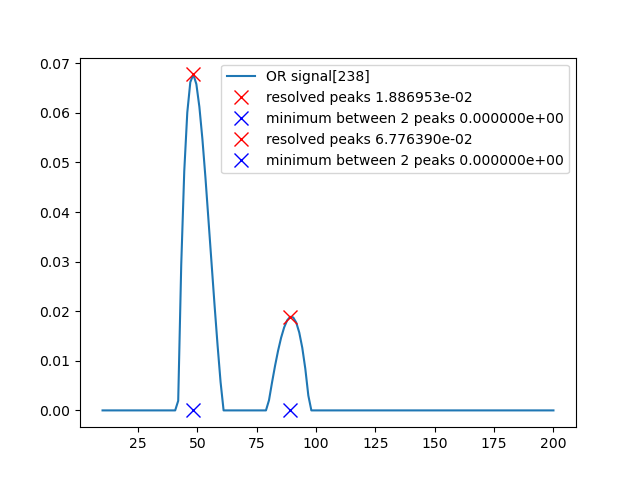 OR signal[238]
resolved peaks 1.886953e-02
minimum between 2 peaks 0.000000e+00
resolved peaks 6.776390e-02
minimum between 2 peaks 0.000000e+00
0.07
0.06
0.05
0.04
0.03
0.02
0.01
0.00
25 50 75 100 125 150 175 200